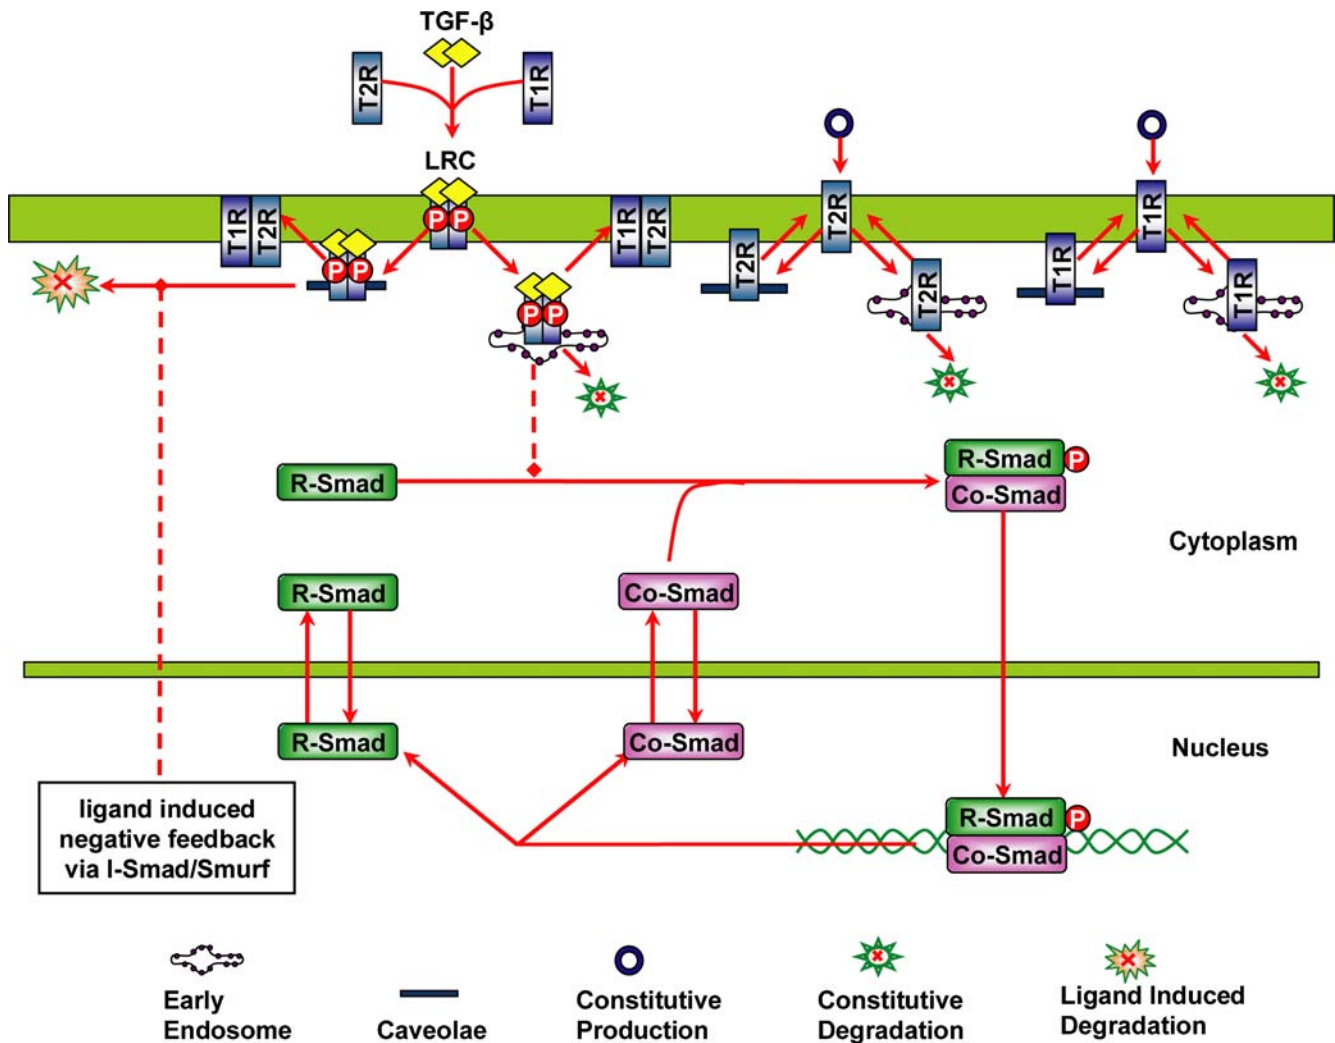 TGF-β
T2R
T1R
LRC
P P
T1R T2R
P P
T1R T2R
P P
T2R
T2R
T2R
T1R
T1R
T1R
R-Smad
R-Smad P
Co-Smad
Cytoplasm
R-Smad
Co-Smad
R-Smad
Co-Smad
Nucleus
ligand induced
negative feedback
via I-Smad/Smurf
R-Smad P
Co-Smad
Early
Endosome
Caveolae
Constitutive
Production
Constitutive
Degradation
Ligand Induced
Degradation